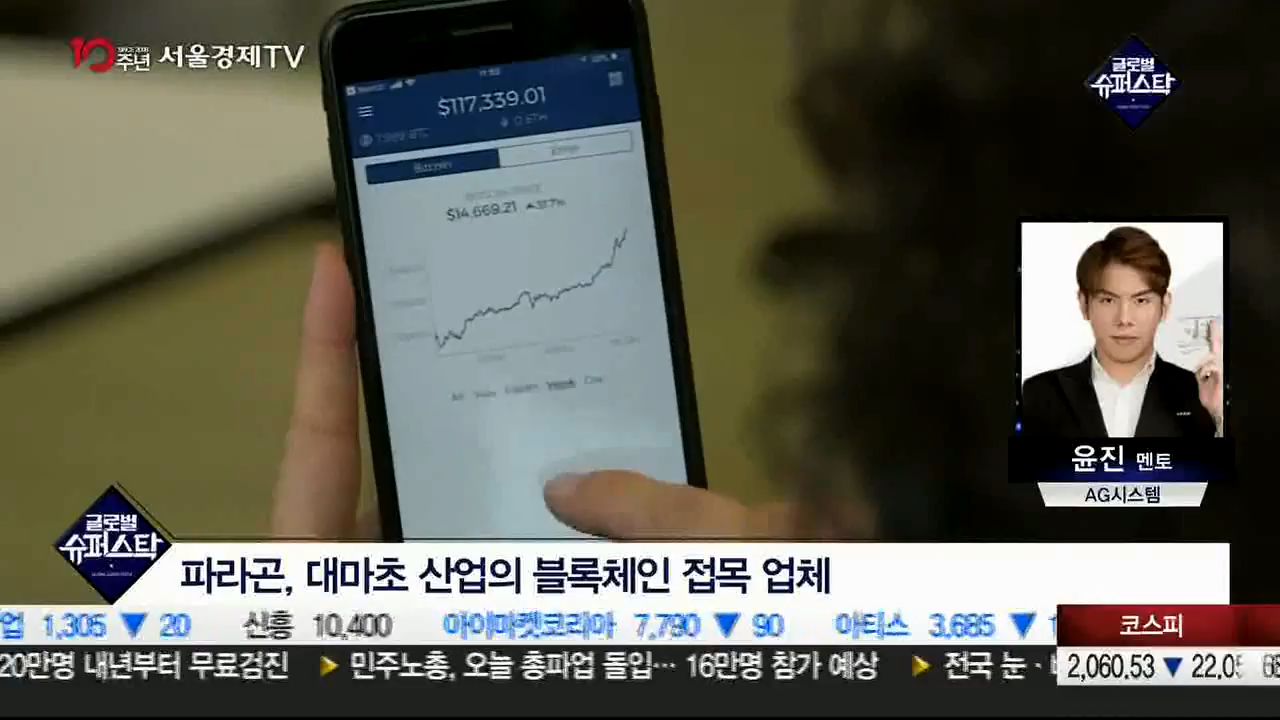 10주년 서울경제TV
글로벌
슈퍼스탁
$117,339.01
Bitcoin
$14,669.21
윤진 멘토
AG시스템
글로벌
슈퍼스탁
파라곤, 대마초 산업의 블록체인 접목 업체
업 1,305 ▼ 20 신흥 10,400 아이마켓코리아 7,790 ▼ 90 아티스 3,685 ▼
코스피
20만명 내년부터 무료검진 ▶ 민주노총, 오늘 총파업 돌입… 16만명 참가 예상 ▶ 전국 눈·
2,060.53 ▼ 22.0